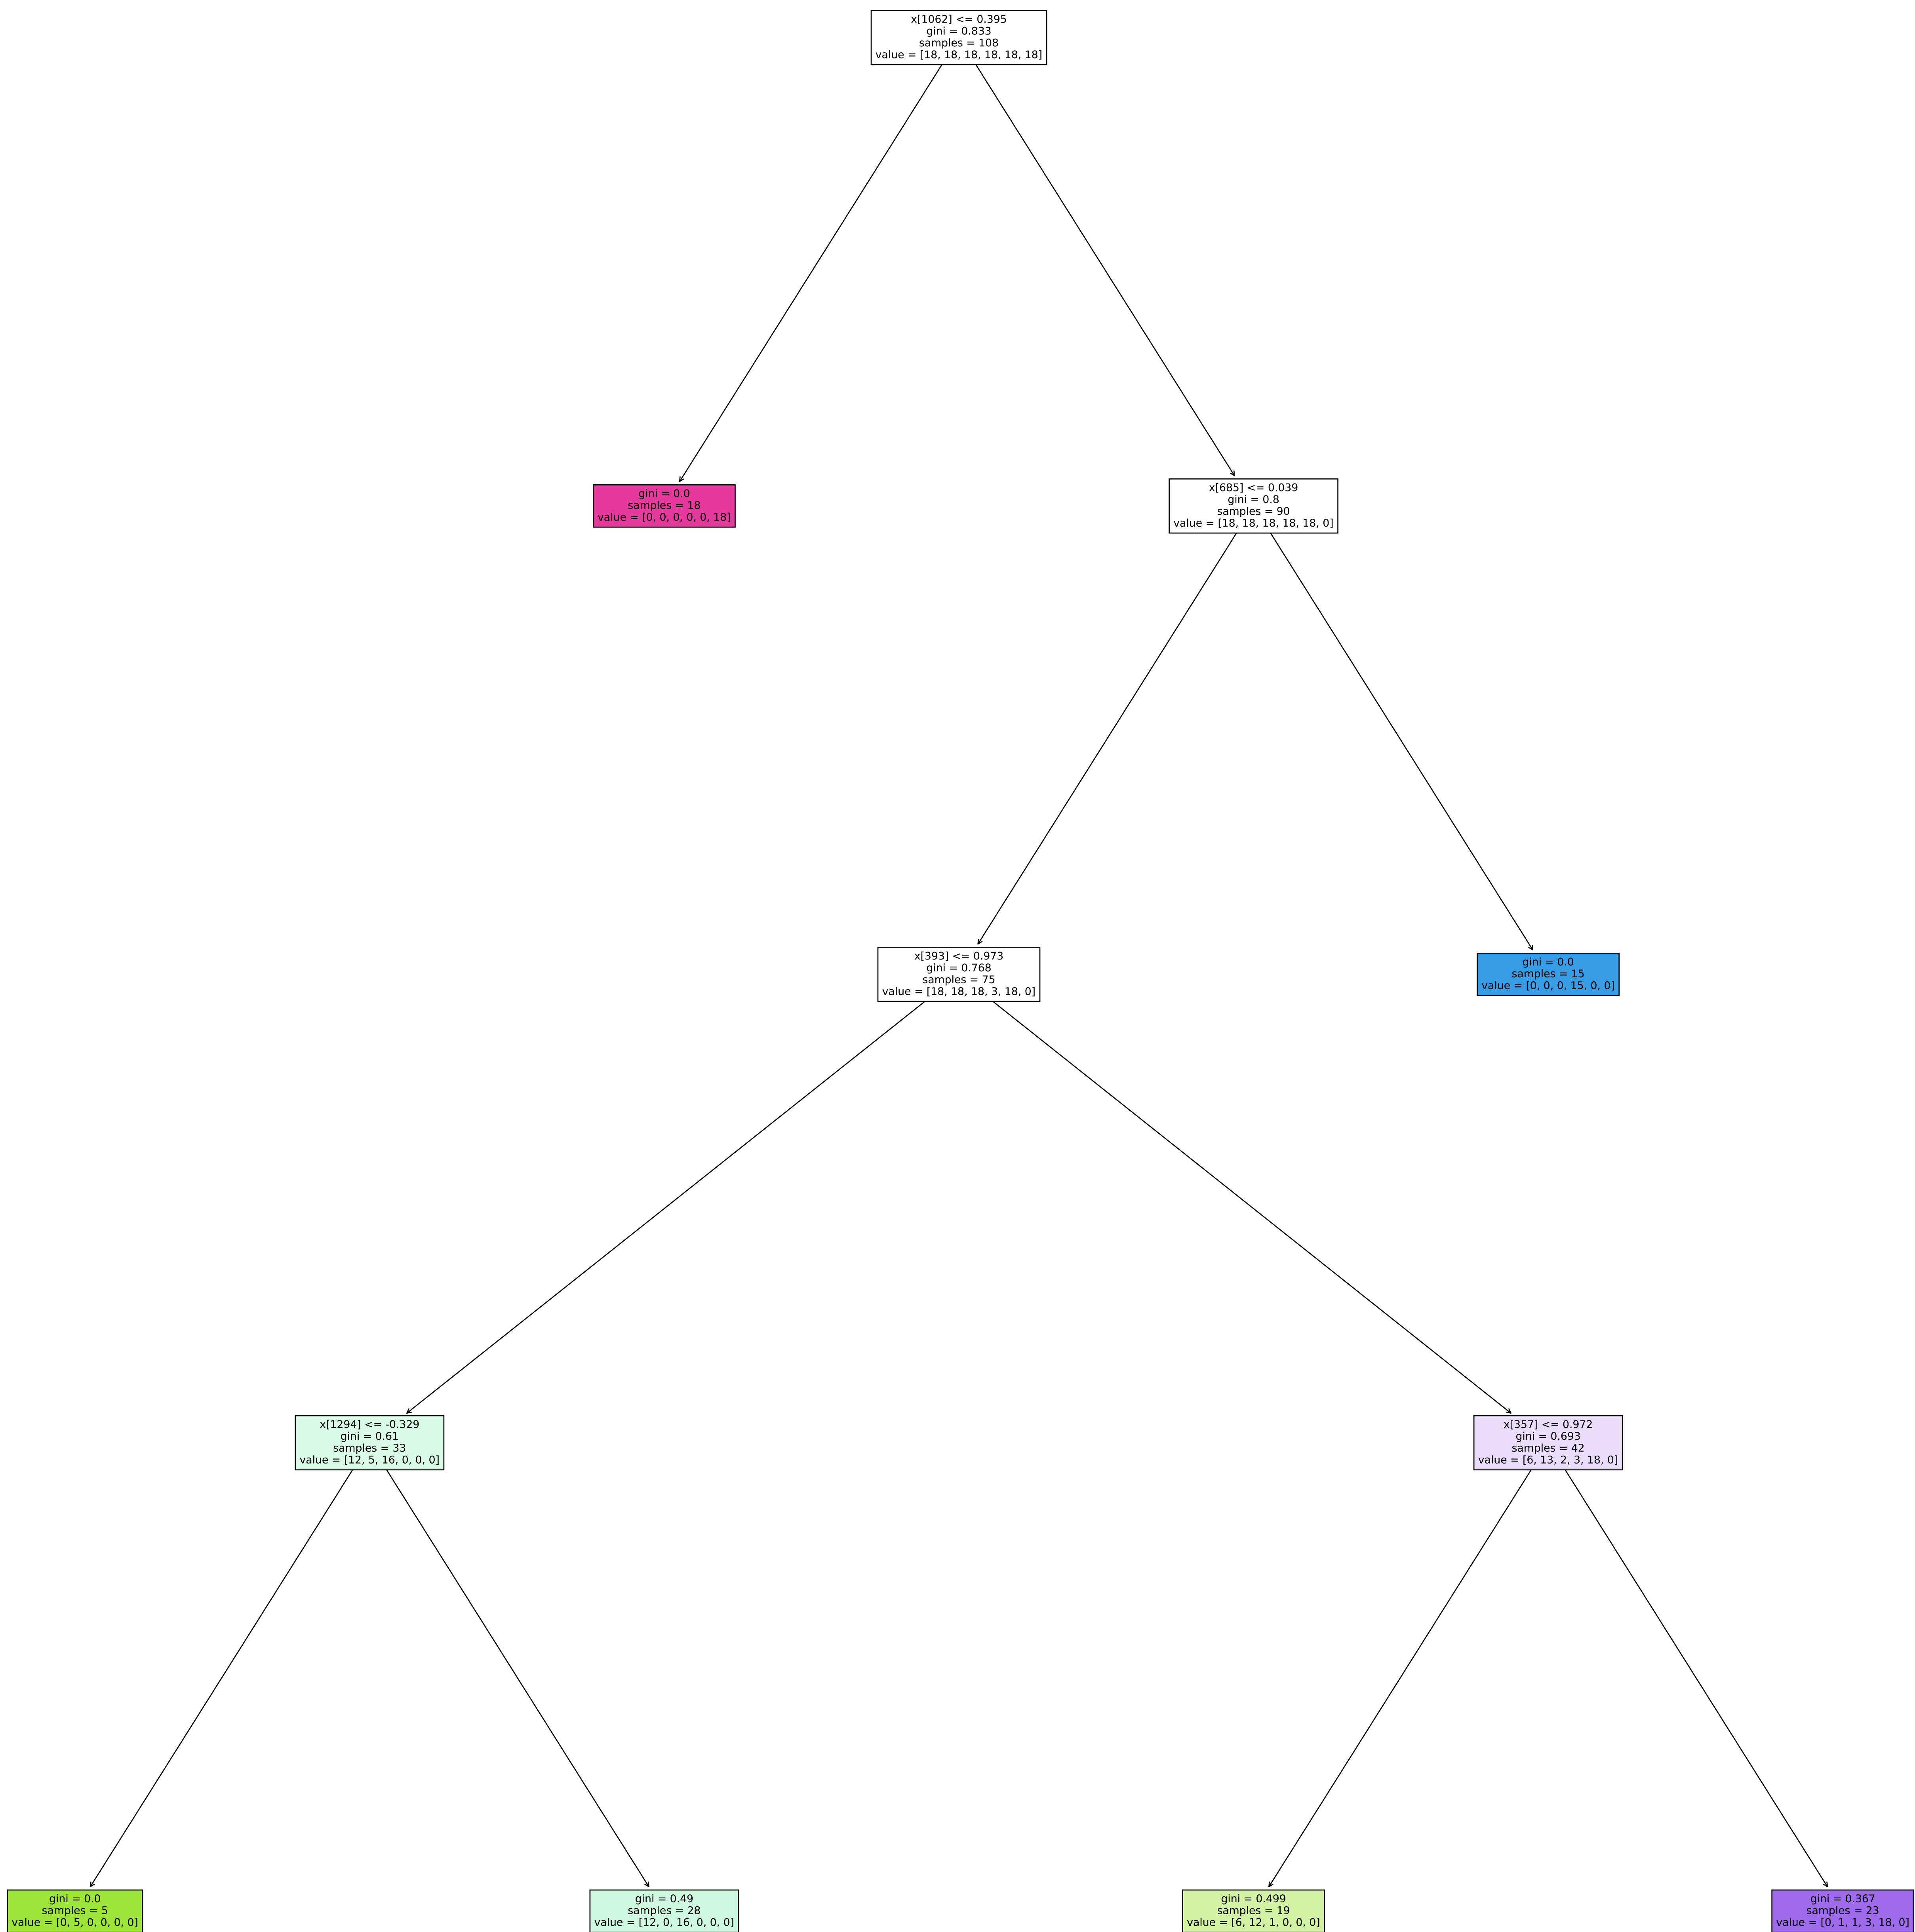 x[1062] <= 0.395
gini = 0.833
samples = 108
value = [18, 18, 18, 18, 18, 18]
gini = 0.0
samples = 18
value = [0, 0, 0, 0, 0, 18]
x[685] <= 0.039
gini = 0.8
samples = 90
value = [18, 18, 18, 18, 18, 0]
x[393] <= 0.973
gini = 0.768
samples = 75
value = [18, 18, 18, 3, 18, 0]
gini = 0.0
samples = 15
value = [0, 0, 0, 15, 0, 0]
x[1294] <= -0.329
gini = 0.61
samples = 33
value = [12, 5, 16, 0, 0, 0]
x[357] <= 0.972
gini = 0.693
samples = 42
value = [6, 13, 2, 3, 18, 0]
gini = 0.0
samples = 5
value = [0, 5, 0, 0, 0, 0]
gini = 0.49
samples = 28
value = [12, 0, 16, 0, 0, 0]
gini = 0.499
samples = 19
value = [6, 12, 1, 0, 0, 0]
gini = 0.367
samples = 23
value = [0, 1, 1, 3, 18, 0]